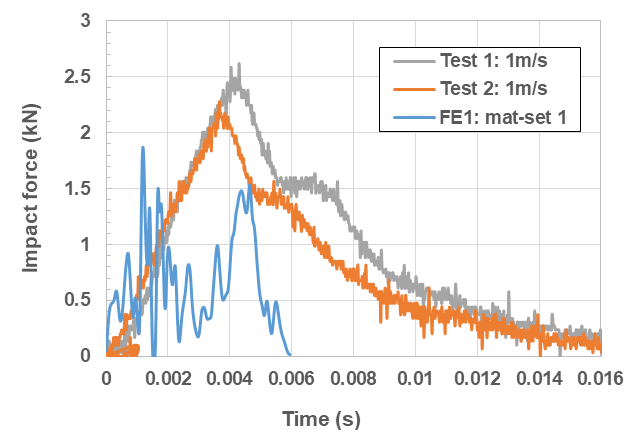 3
2.5
2
1.5
1
0.5
0
Impact force (kN)
Test 1: 1m/s
Test 2: 1m/s
FE1: mat-set 1
0 0.002 0.004 0.006 0.008 0.01 0.012 0.014 0.016
Time (s)